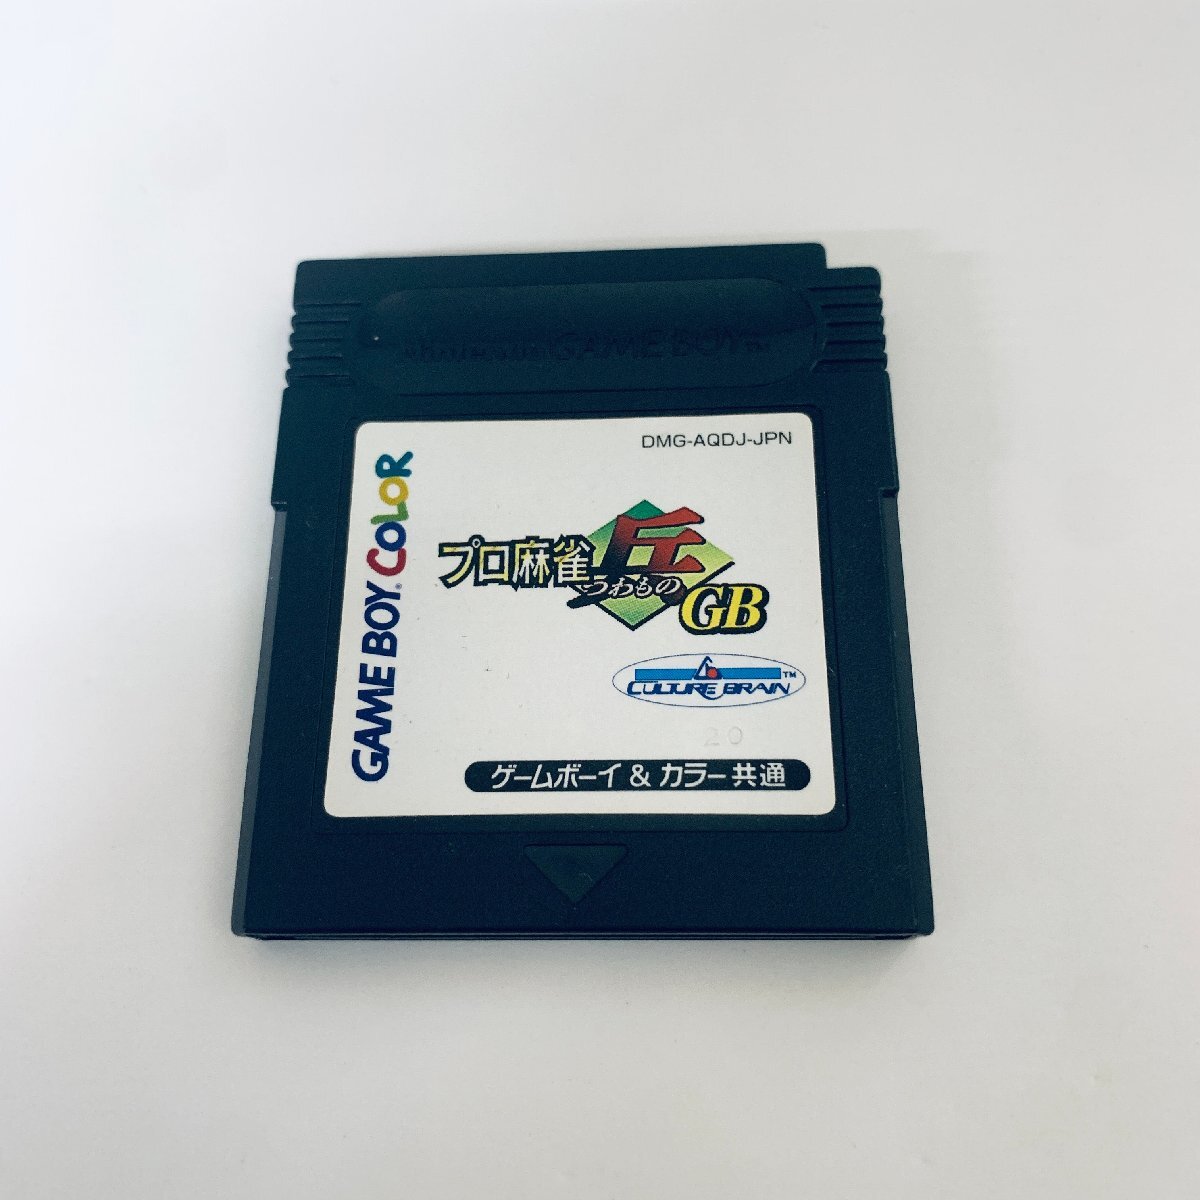 Nintendo GAME BOY
DMG-AQDJ-JPN
GAME BOY COLOR
プロ麻雀 兵 GB
つわもの
CULTURE BRAIN™
20
ゲームボーイ & カラー共通